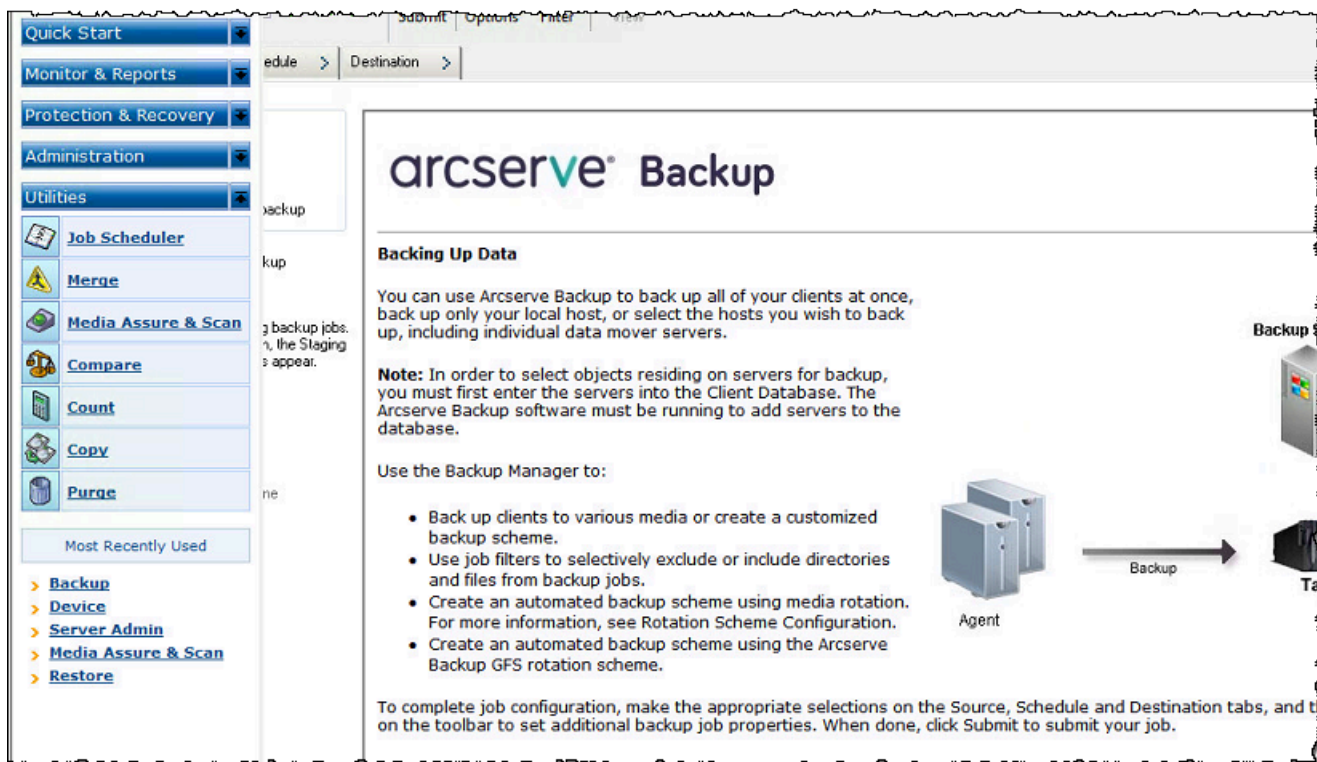 Submit Options Filter View
Quick Start
edule > Destination >
Monitor & Reports
Protection & Recovery
Administration
Utilities
backup
Job Scheduler
kup
Merge
Media Assure & Scan
g backup jobs.
n, the Staging
s appear.
Compare
Count
Copy
Purge
ne
Most Recently Used
> Backup
> Device
> Server Admin
> Media Assure & Scan
> Restore
arcserve® Backup
Backing Up Data
You can use Arcserve Backup to back up all of your clients at once,
back up only your local host, or select the hosts you wish to back
up, including individual data mover servers.
Note: In order to select objects residing on servers for backup,
you must first enter the servers into the Client Database. The
Arcserve Backup software must be running to add servers to the
database.
Use the Backup Manager to:
• Back up clients to various media or create a customized
backup scheme.
• Use job filters to selectively exclude or include directories
and files from backup jobs.
• Create an automated backup scheme using media rotation.
For more information, see Rotation Scheme Configuration.
• Create an automated backup scheme using the Arcserve
Backup GFS rotation scheme.
Backup S
Agent
Backup
Ta
To complete job configuration, make the appropriate selections on the Source, Schedule and Destination tabs, and t
on the toolbar to set additional backup job properties. When done, click Submit to submit your job.